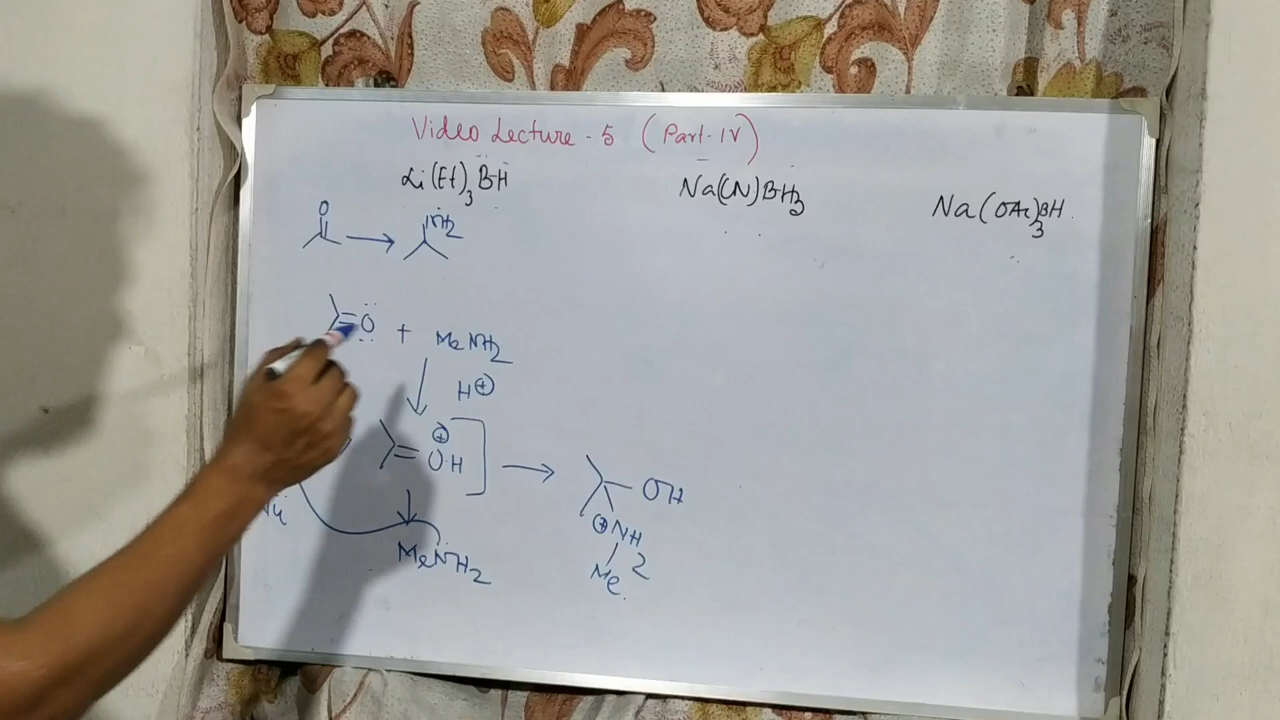 Video Lecture - 5 (Part-IV)
Li(Et)₃BH
Na(CN)BH₃
Na(OAc)₃BH
O
NH₂
O + MeNH₂
H⊕
⊕
OH
OH
⊕NH₂
Me
MeNH₂